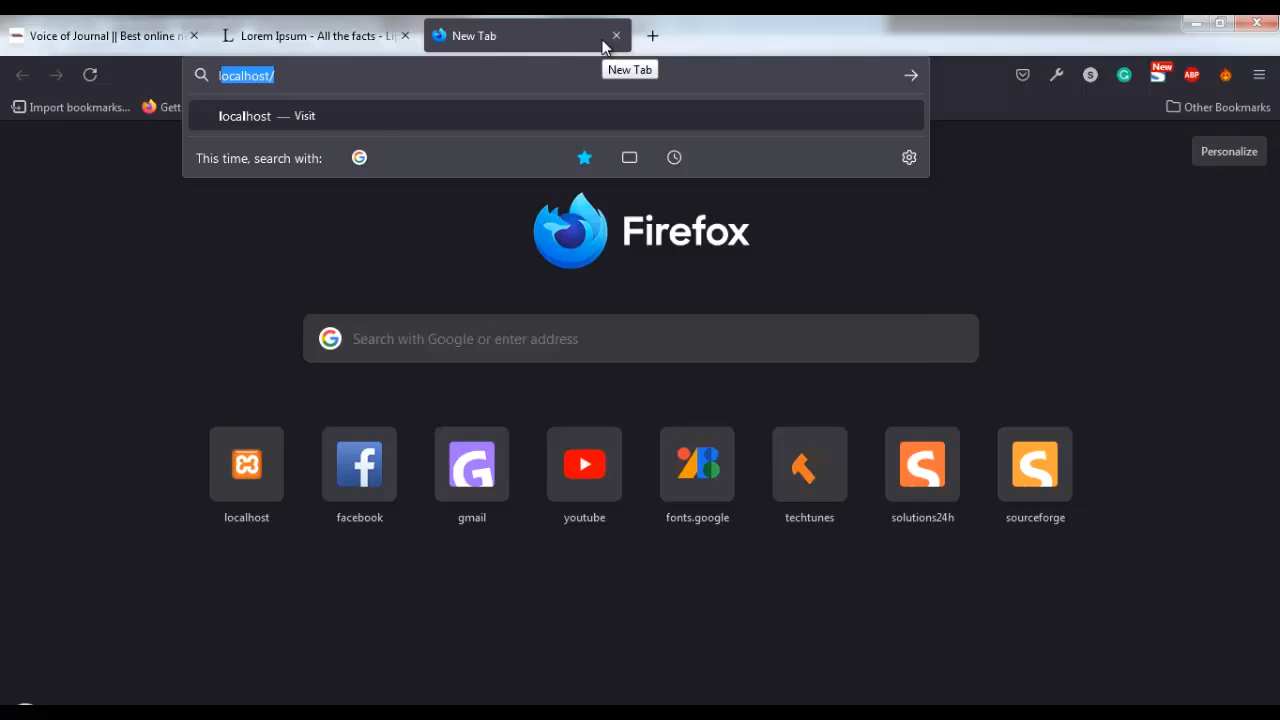 Voice of Journal || Best online n
Lorem Ipsum - All the facts - Lip
New Tab
localhost/
New Tab
New
S
ABP
Import bookmarks...
Gett
Other Bookmarks
localhost — Visit
This time, search with:
Personalize
Firefox
Search with Google or enter address
localhost
facebook
gmail
youtube
fonts.google
techtunes
solutions24h
sourceforge